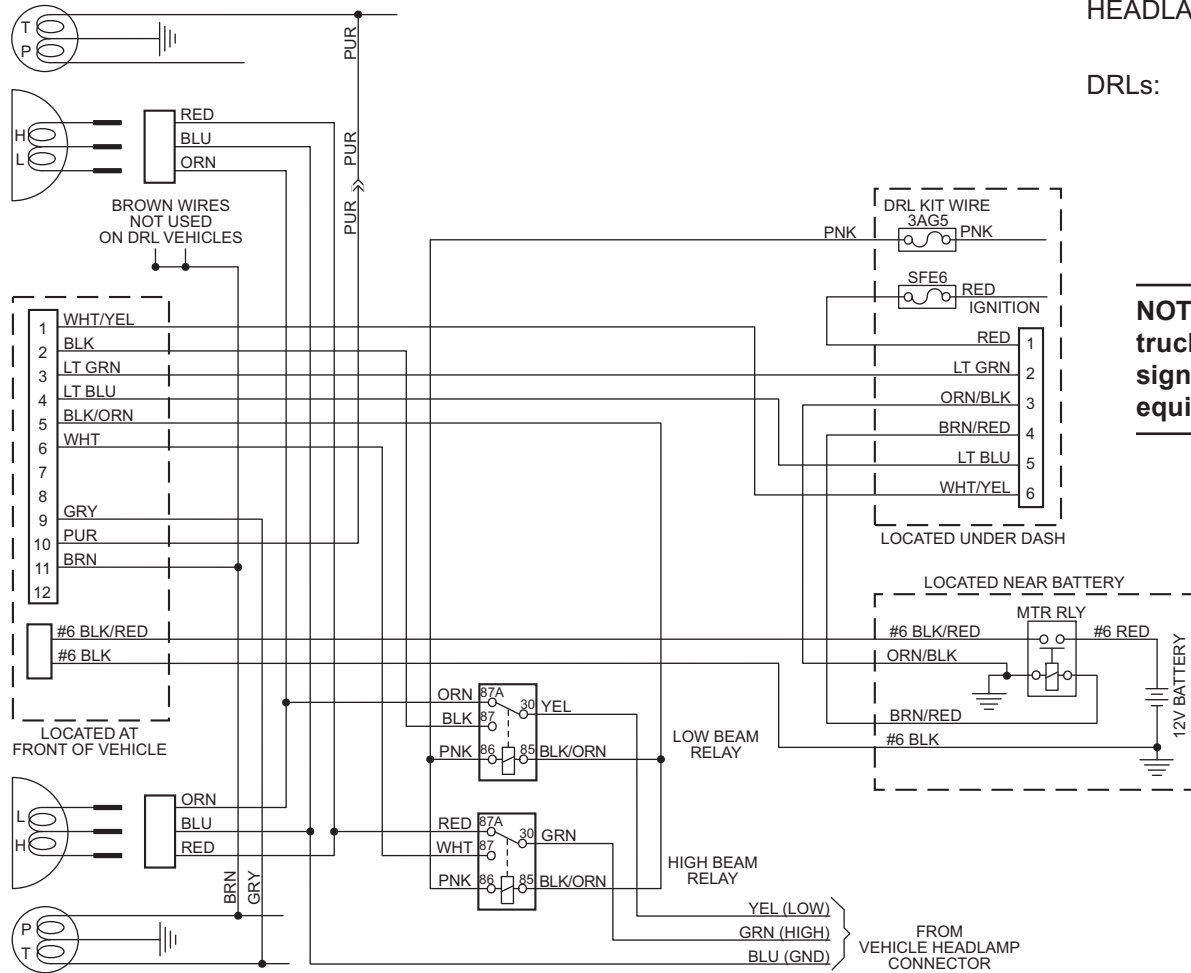 HEADLA
DRLs:
T
P
PUR
H
L
RED
BLU
ORN
PUR
PUR
BROWN WIRES
NOT USED
ON DRL VEHICLES
DRL KIT WIRE
3AG5
PNK
PNK
SFE6
RED
IGNITION
NOT
truck
sign
equi
1 WHT/YEL
2 BLK
3 LT GRN
4 LT BLU
5 BLK/ORN
6 WHT
7
8
9 GRY
10 PUR
11 BRN
12
RED 1
LT GRN 2
ORN/BLK 3
BRN/RED 4
LT BLU 5
WHT/YEL 6
LOCATED UNDER DASH
#6 BLK/RED
#6 BLK
LOCATED AT
FRONT OF VEHICLE
LOCATED NEAR BATTERY
MTR RLY
#6 BLK/RED
#6 RED
ORN/BLK
BRN/RED
#6 BLK
12V BATTERY
ORN 87A
30 YEL
BLK 87
PNK 86
85 BLK/ORN
LOW BEAM
RELAY
RED 87A
30 GRN
WHT 87
PNK 86
85 BLK/ORN
HIGH BEAM
RELAY
L
H
ORN
BLU
RED
BRN
GRY
P
T
YEL (LOW)
GRN (HIGH)
BLU (GND)
FROM
VEHICLE HEADLAMP
CONNECTOR